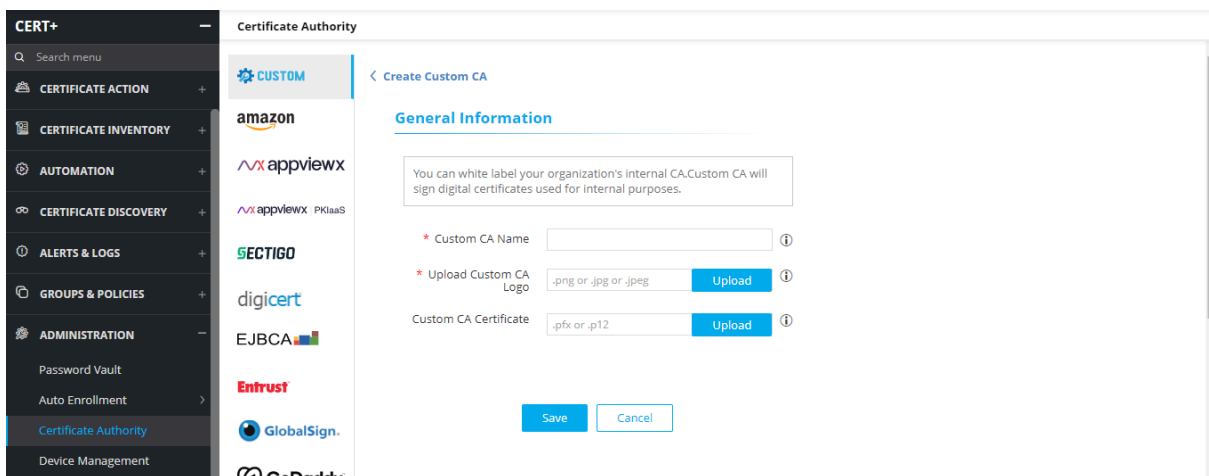 CERT+
Search menu
CERTIFICATE ACTION
CERTIFICATE INVENTORY
AUTOMATION
CERTIFICATE DISCOVERY
ALERTS & LOGS
GROUPS & POLICIES
ADMINISTRATION
Password Vault
Auto Enrollment
Certificate Authority
Device Management
Certificate Authority
CUSTOM
amazon
appviewx
appviewx PKIaaS
SECTIGO
digicert
EJBCA
Entrust
GlobalSign.
GoDaddy
< Create Custom CA
General Information
You can white label your organization's internal CA.Custom CA will
sign digital certificates used for internal purposes.
* Custom CA Name
* Upload Custom CA
Logo
.png or .jpg or .jpeg
Upload
Custom CA Certificate
.pfx or .p12
Upload
Save
Cancel